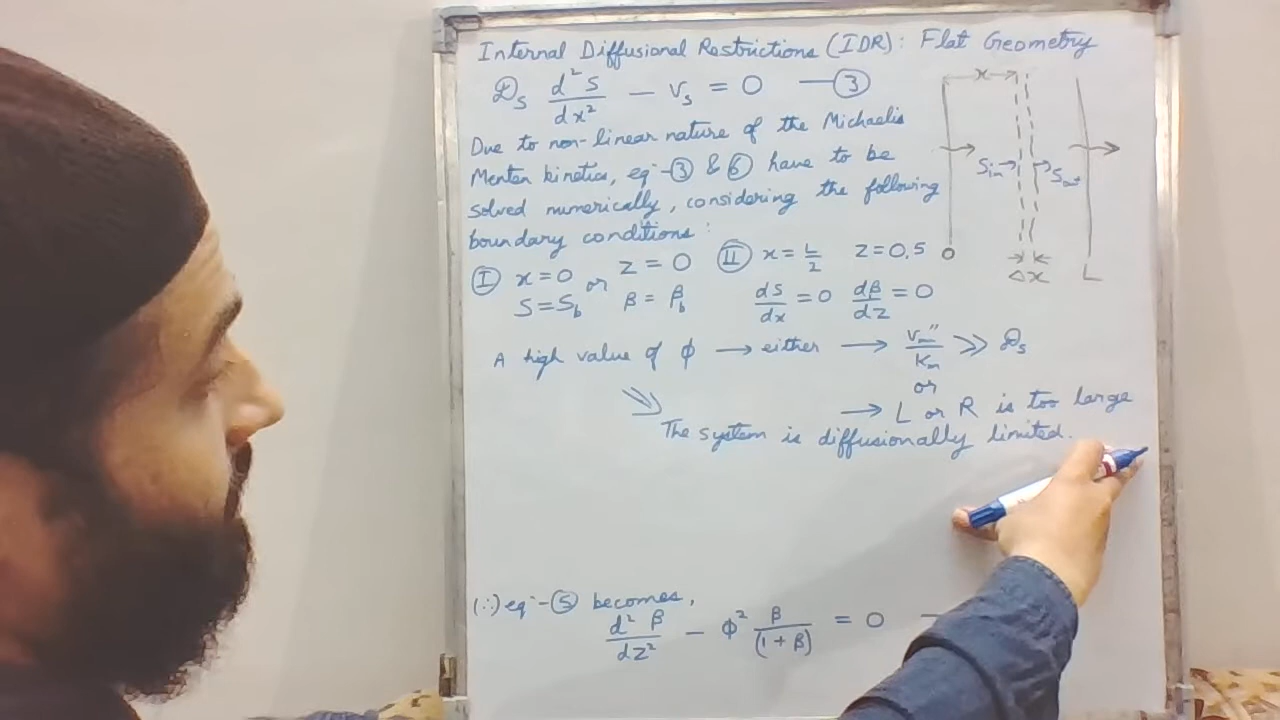 Internal Diffusional Restrictions (IDR): Flat Geometry
𝒟s d²S/dx² - vs = 0 — ③
Due to non-linear nature of the Michaelis
Menten kinetics, eqⁿ-③ & ⑥ have to be
solved numerically, considering the following
boundary conditions:
Ⓘ x = 0 or z = 0
S = Sb β = βb
Ⓘ Ⓘ x = L/2 z = 0.5
dS/dx = 0 dβ/dz = 0
x
Sin
Sout
0
Δx
L
A high value of φ → either → vm''/Km >> 𝒟s
or
→ L or R is too large
The system is diffusionally limited.
(∴) eqⁿ-⑤ becomes,
d²β/dz² - φ² β/(1 + β) = 0 —